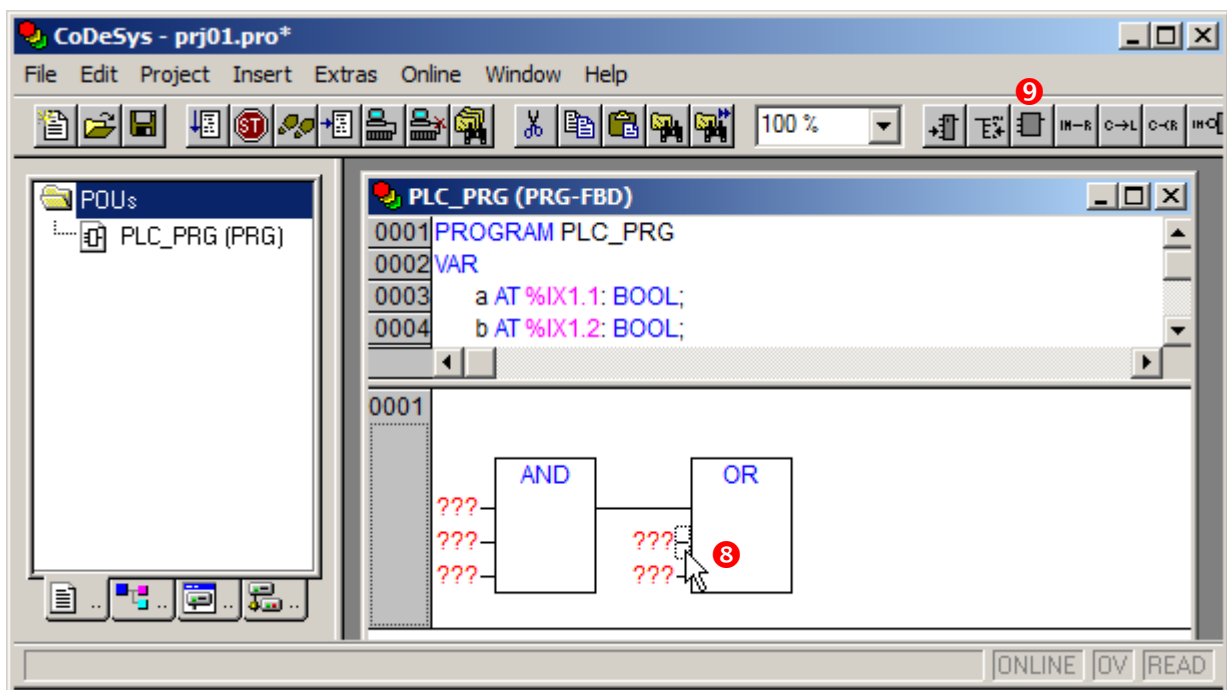 CoDeSys - prj01.pro*
File Edit Project Insert Extras Online Window Help
9
ST 100 % IN-R C→L
POUs
PLC_PRG (PRG)
PLC_PRG (PRG-FBD)
0001 PROGRAM PLC_PRG
0002 VAR
0003 a AT %IX1.1: BOOL;
0004 b AT %IX1.2: BOOL;
0001
AND OR
???
??? ??? 8
??? ???
.. .. .. ..
ONLINE OV READ